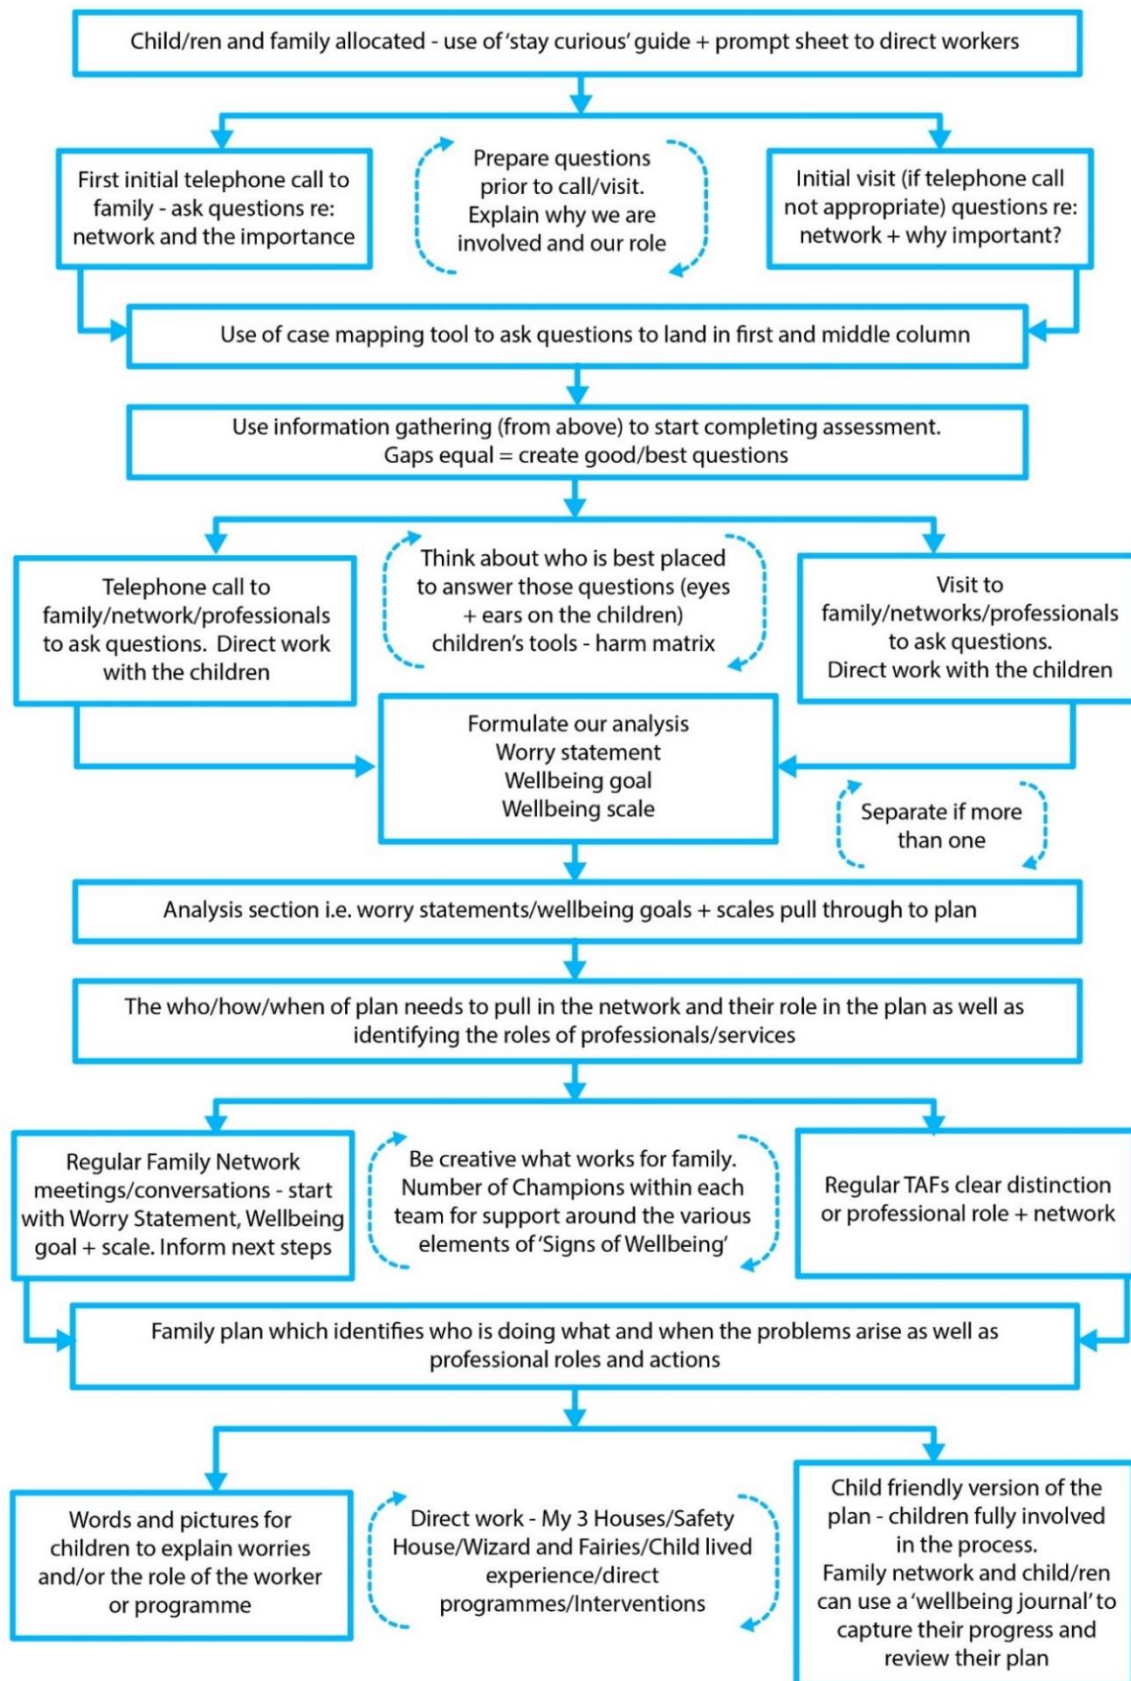 Child/ren and family allocated - use of ‘stay curious’ guide + prompt sheet to direct workers
First initial telephone call to
family - ask questions re:
network and the importance
Prepare questions
prior to call/visit.
Explain why we are
involved and our role
Initial visit (if telephone call
not appropriate) questions re:
network + why important?
Use of case mapping tool to ask questions to land in first and middle column
Use information gathering (from above) to start completing assessment.
Gaps equal = create good/best questions
Telephone call to
family/network/professionals
to ask questions.  Direct work
with the children
Think about who is best placed
to answer those questions (eyes
+ ears on the children)
children’s tools - harm matrix
Visit to
family/networks/professionals
to ask questions.
Direct work with the children
Formulate our analysis
Worry statement
Wellbeing goal
Wellbeing scale
Separate if more
than one
Analysis section i.e. worry statements/wellbeing goals + scales pull through to plan
The who/how/when of plan needs to pull in the network and their role in the plan as well as
identifying the roles of professionals/services
Regular Family Network
meetings/conversations - start
with Worry Statement, Wellbeing
goal + scale. Inform next steps
Be creative what works for family.
Number of Champions within each
team for support around the various
elements of ‘Signs of Wellbeing’
Regular TAFs clear distinction
or professional role + network
Family plan which identifies who is doing what and when the problems arise as well as
professional roles and actions
Words and pictures for
children to explain worries
and/or the role of the worker
or programme
Direct work - My 3 Houses/Safety
House/Wizard and Fairies/Child lived
experience/direct
programmes/Interventions
Child friendly version of the
plan - children fully involved
in the process.
Family network and child/ren
can use a ‘wellbeing journal’ to
capture their progress and
review their plan